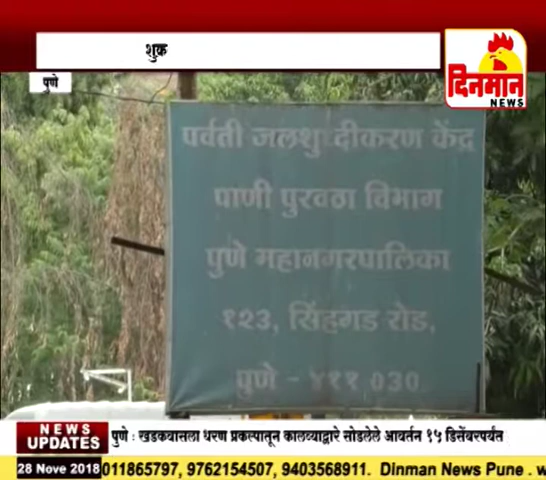 शुक्र
पुणे
दिनमान
NEWS
पर्वती जलशुध्दीकरण केंद्र
पाणी पुरवठा विभाग
पुणे महानगरपालिका
१२३, सिंहगड रोड,
पुणे - ४११ 030
NEWS UPDATES
पुणे : खडकवासला धरण प्रकल्पातून कालव्याद्वारे सोडलेले आवर्तन १५ डिसेंबरपर्यंत
28 Nove 2018 011865797, 9762154507, 9403568911. Dinman News Pune . w